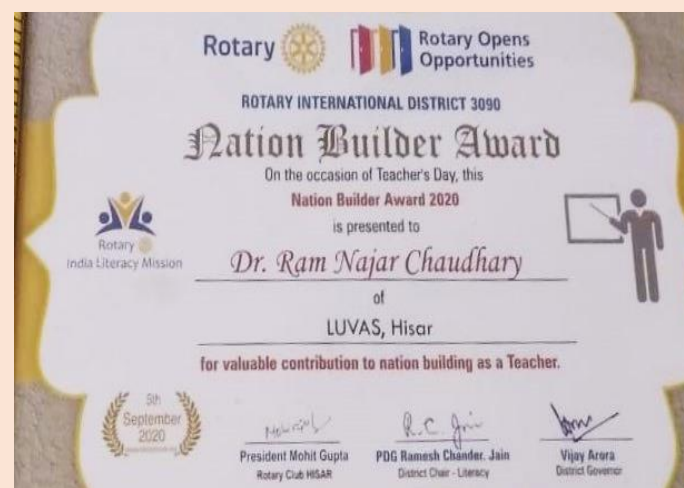 Rotary
Rotary Opens
Opportunities
ROTARY INTERNATIONAL DISTRICT 3090
Nation Builder Award
On the occasion of Teacher's Day, this
Nation Builder Award 2020
is presented to
Rotary
India Literacy Mission
Dr. Ram Najar Chaudhary
of
LUVAS, Hisar
for valuable contribution to nation building as a Teacher.
5th
September
2020
R.C. Jain
President Mohit Gupta
Rotary Club HISAR
PDG Ramesh Chander. Jain
District Chair - Literacy
Vijay Arora
District Governor